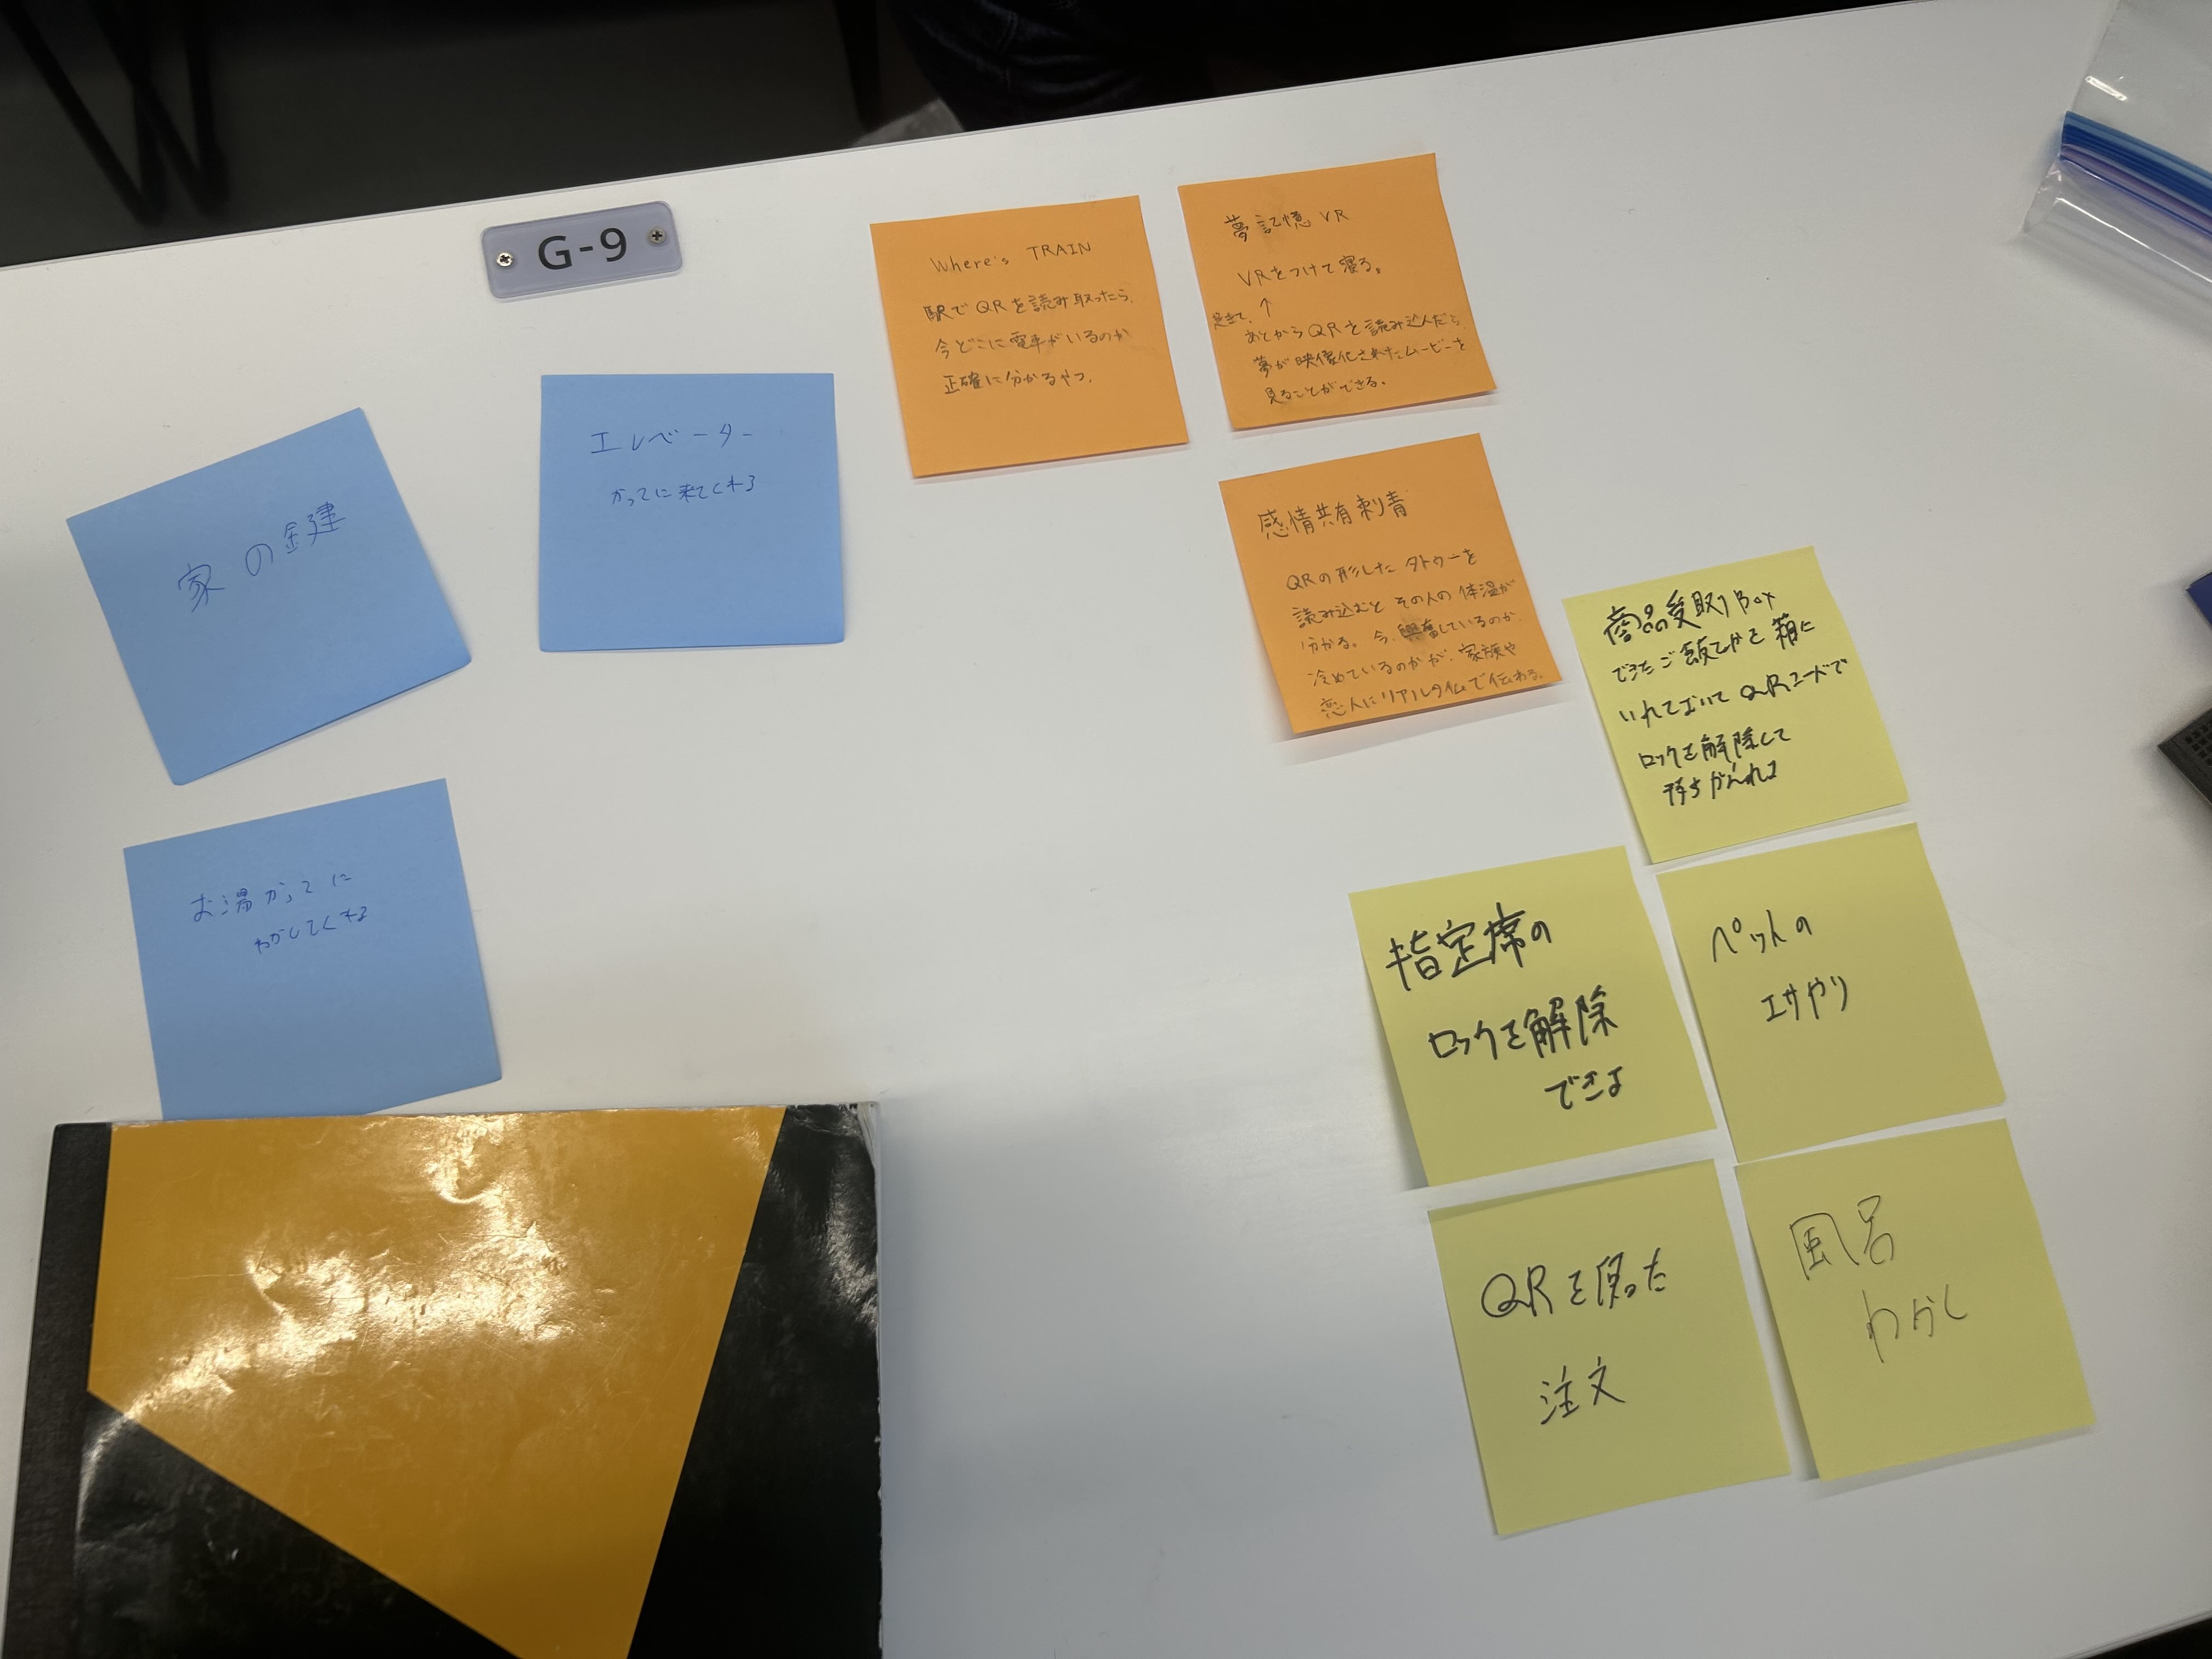 G-9
家の鍵
エレベーター
かってに来てくれる
お湯かってに
わかしてくれる
Where's TRAIN
駅でQRを読み取ったら、
今どこに電車がいるのか
正確に分かるやつ。
夢記憶VR
VRをつけて寝る。
↑
起きて、
あとからQRを読み込んだら、
夢が映像化されたムービーを
見ることができる。
感情共有刺青
QRの形したタトゥーを
読み込むとその人の体温が
分かる。今、興奮しているのか、
冷めているのかが、家族や
恋人にリアルタイムで伝わる。
商品受取りBox
できたご飯とかを箱に
いれておいてQRコードで
ロックを解除して
持ちかえれる
指定席の
ロックを解除
できる
ペットの
エサやり
QRを使った
注文
風呂
わかし